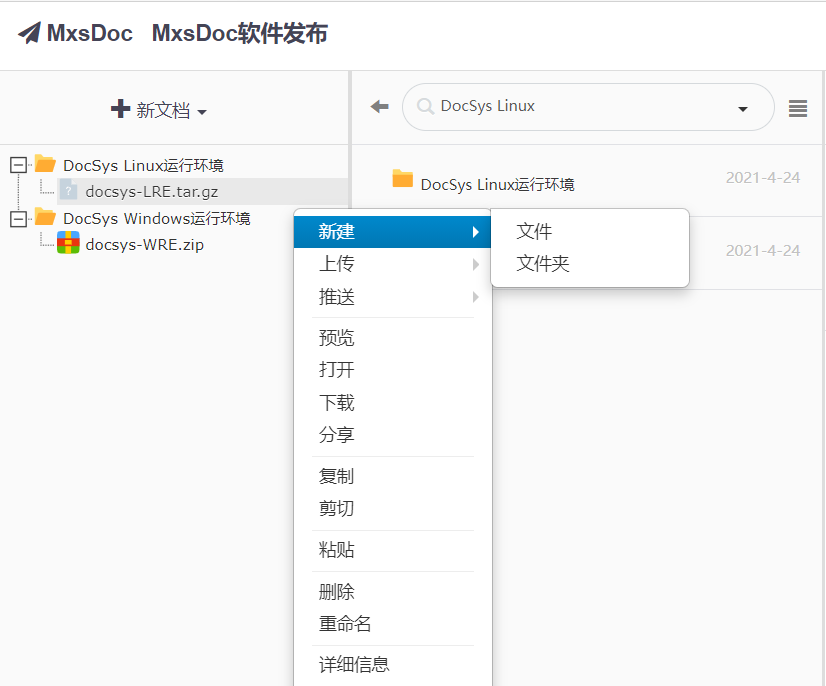 MxsDoc MxsDoc软件发布
新文档
DocSys Linux
DocSys Linux运行环境
docsys-LRE.tar.gz
DocSys Windows运行环境
docsys-WRE.zip
DocSys Linux运行环境 2021-4-24
2021-4-24
新建
上传
推送
预览
打开
下载
分享
复制
剪切
粘贴
删除
重命名
详细信息
文件
文件夹